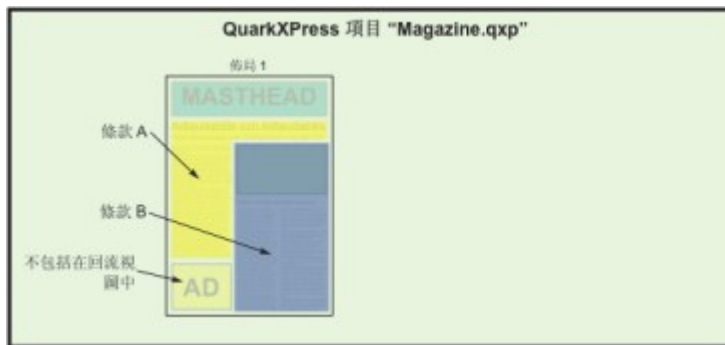 QuarkXPress 項目 “Magazine.qxp”
佈局 1
MASTHEAD
條款 A
條款 B
不包括在回流視
圖中
AD